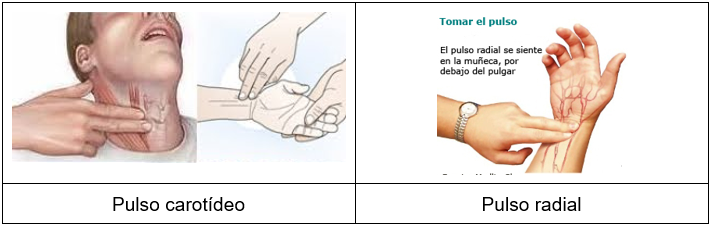 Tomar el pulso
El pulso radial se siente
en la muñeca, por
debajo del pulgar
Pulso carotídeo
Pulso radial